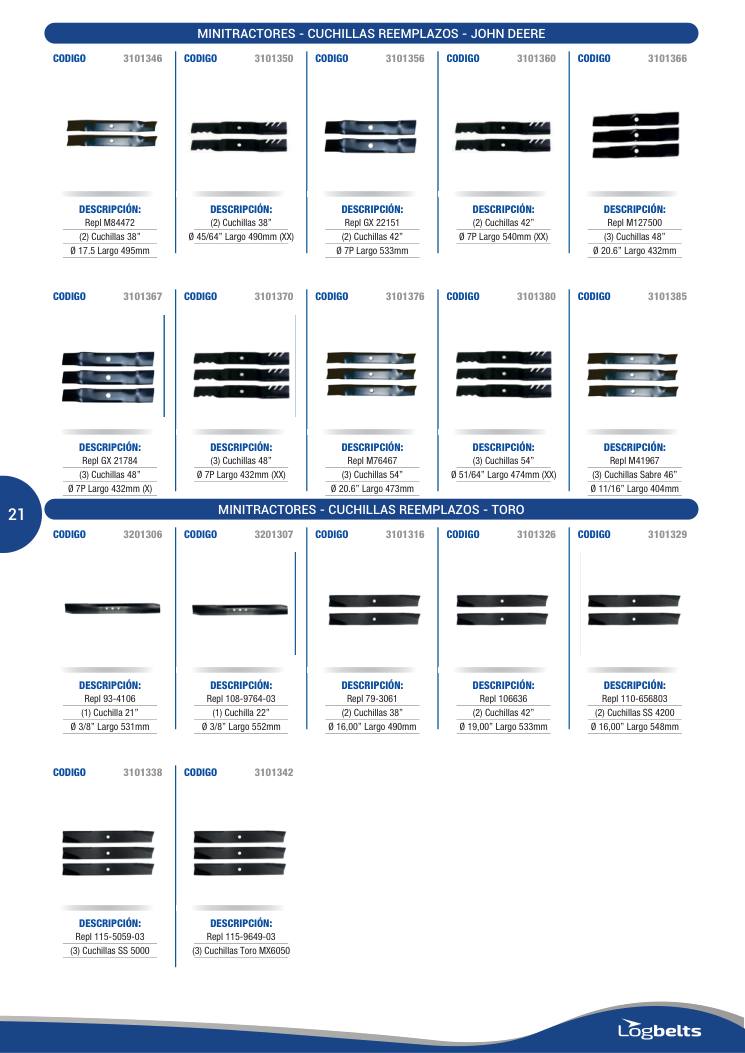 MINITRACTORES - CUCHILLAS REEMPLAZOS - JOHN DEERE
CODIGO 3101346
DESCRIPCIÓN:
Repl M84472
(2) Cuchillas 38”
Ø 17.5 Largo 495mm
CODIGO 3101350
DESCRIPCIÓN:
(2) Cuchillas 38”
Ø 45/64” Largo 490mm (XX)
CODIGO 3101356
DESCRIPCIÓN:
Repl GX 22151
(2) Cuchillas 42”
Ø 7P Largo 533mm
CODIGO 3101360
DESCRIPCIÓN:
(2) Cuchillas 42”
Ø 7P Largo 540mm (XX)
CODIGO 3101366
DESCRIPCIÓN:
Repl M127500
(3) Cuchillas 48”
Ø 20.6” Largo 432mm
CODIGO 3101367
DESCRIPCIÓN:
Repl GX 21784
(3) Cuchillas 48”
Ø 7P Largo 432mm (X)
CODIGO 3101370
DESCRIPCIÓN:
(3) Cuchillas 48”
Ø 7P Largo 432mm (XX)
CODIGO 3101376
DESCRIPCIÓN:
Repl M76467
(3) Cuchillas 54”
Ø 20.6” Largo 473mm
CODIGO 3101380
DESCRIPCIÓN:
(3) Cuchillas 54”
Ø 51/64” Largo 474mm (XX)
CODIGO 3101385
DESCRIPCIÓN:
Repl M41967
(3) Cuchillas Sabre 46”
Ø 11/16” Largo 404mm
21
MINITRACTORES - CUCHILLAS REEMPLAZOS - TORO
CODIGO 3201306
DESCRIPCIÓN:
Repl 93-4106
(1) Cuchilla 21”
Ø 3/8” Largo 531mm
CODIGO 3201307
DESCRIPCIÓN:
Repl 108-9764-03
(1) Cuchilla 22”
Ø 3/8” Largo 552mm
CODIGO 3101316
DESCRIPCIÓN:
Repl 79-3061
(2) Cuchillas 38”
Ø 16,00” Largo 490mm
CODIGO 3101326
DESCRIPCIÓN:
Repl 106636
(2) Cuchillas 42”
Ø 19,00” Largo 533mm
CODIGO 3101329
DESCRIPCIÓN:
Repl 110-656803
(2) Cuchillas SS 4200
Ø 16,00” Largo 548mm
CODIGO 3101338
DESCRIPCIÓN:
Repl 115-5059-03
(3) Cuchillas SS 5000
CODIGO 3101342
DESCRIPCIÓN:
Repl 115-9649-03
(3) Cuchillas Toro MX6050
Logbelts